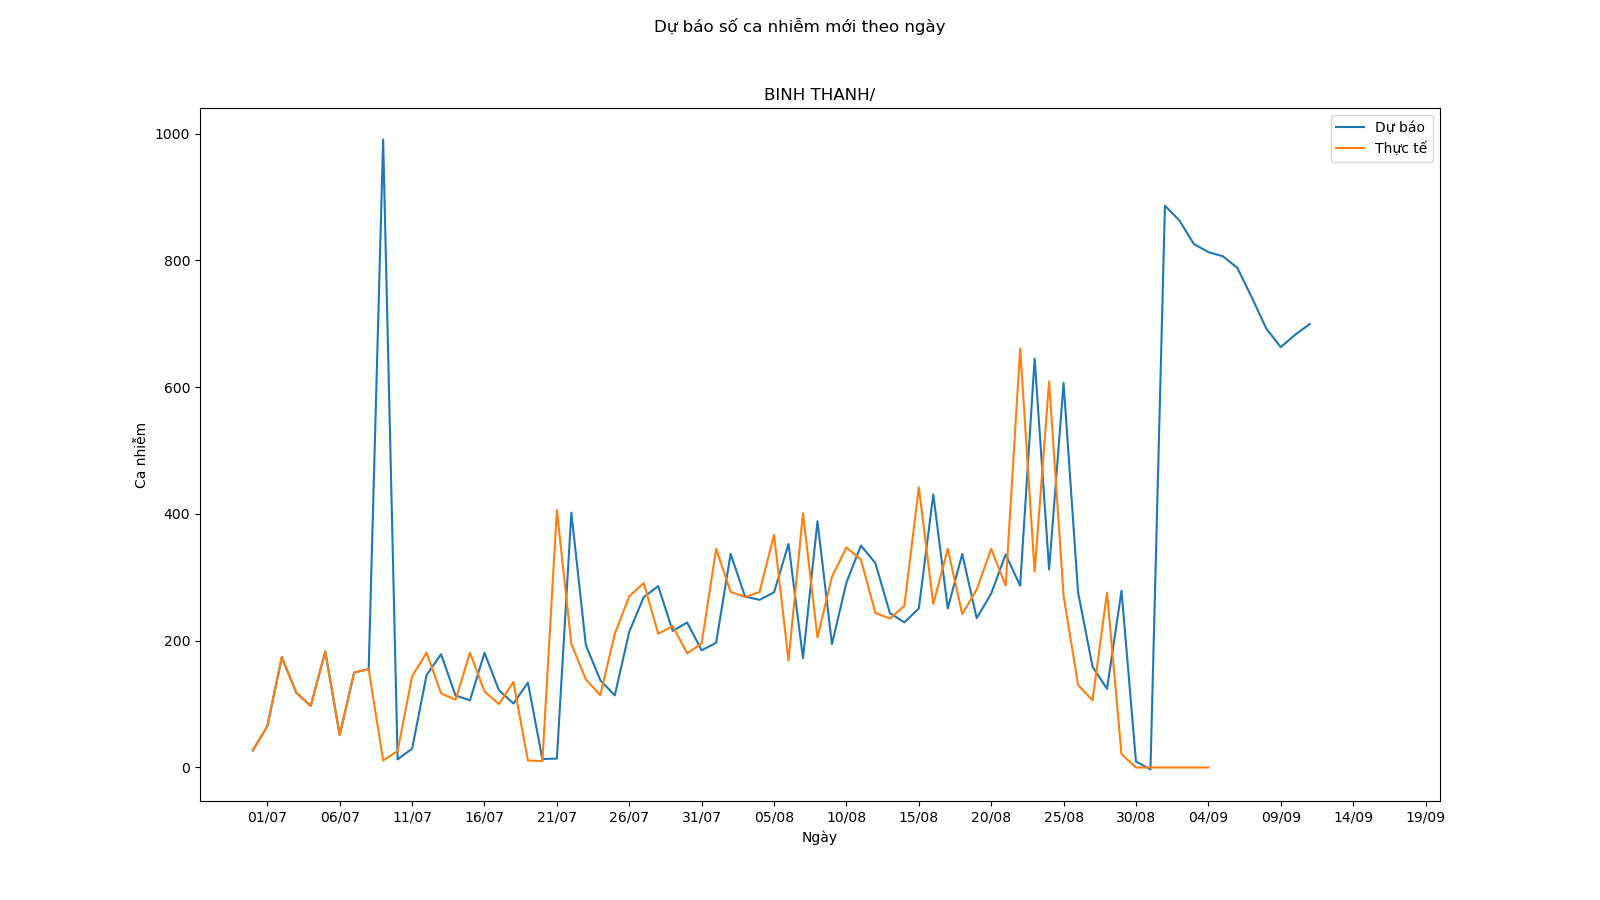 Dự báo số ca nhiễm mới theo ngày
BINH THANH/
Dự báo
Thực tế
1000
800
600
400
200
0
Ca nhiễm
01/07 06/07 11/07 16/07 21/07 26/07 31/07 05/08 10/08 15/08 20/08 25/08 30/08 04/09 09/09 14/09 19/09
Ngày